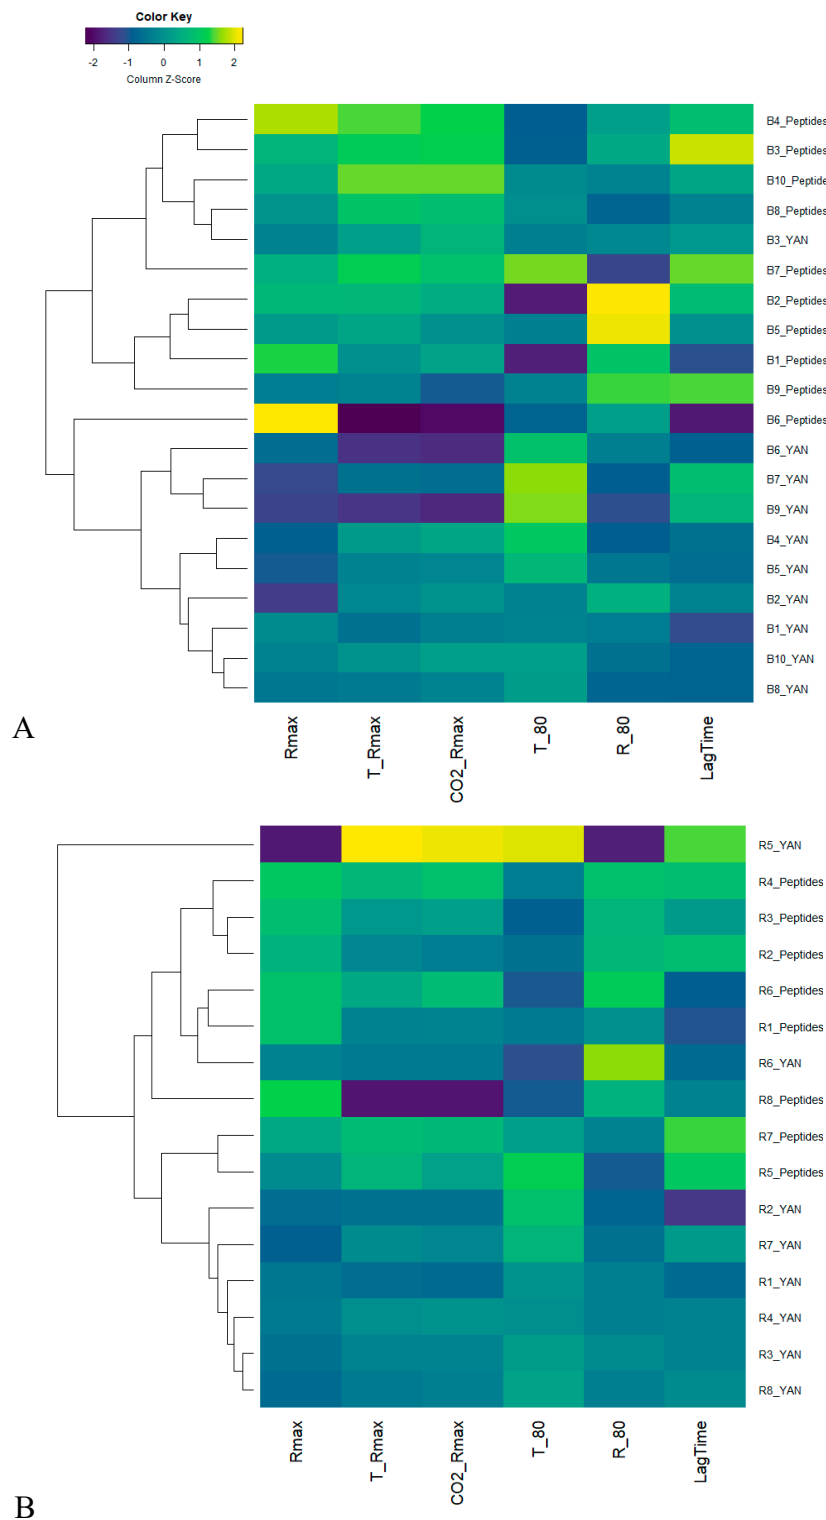 Color Key
-2 -1 0 1 2
Column Z-Score
B4_Peptides
B3_Peptides
B10_Peptide
B8_Peptides
B3_YAN
B7_Peptides
B2_Peptides
B5_Peptides
B1_Peptides
B9_Peptides
B6_Peptides
B6_YAN
B7_YAN
B9_YAN
B4_YAN
B5_YAN
B2_YAN
B1_YAN
B10_YAN
B8_YAN
A
Rmax
T_Rmax
CO2_Rmax
T_80
R_80
LagTime
R5_YAN
R4_Peptides
R3_Peptides
R2_Peptides
R6_Peptides
R1_Peptides
R6_YAN
R8_Peptides
R7_Peptides
R5_Peptides
R2_YAN
R7_YAN
R1_YAN
R4_YAN
R3_YAN
R8_YAN
Rmax
T_Rmax
CO2_Rmax
T_80
R_80
LagTime
B